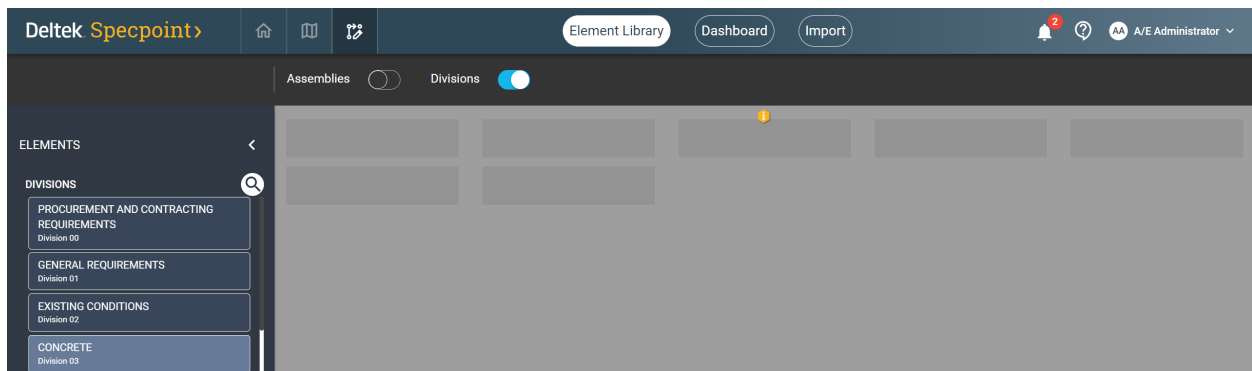 Deltek Specpoint
Element Library
Dashboard
Import
2
AA
A/E Administrator
Assemblies
Divisions
ELEMENTS
DIVISIONS
PROCUREMENT AND CONTRACTING
REQUIREMENTS
Division 00
GENERAL REQUIREMENTS
Division 01
EXISTING CONDITIONS
Division 02
CONCRETE
Division 03